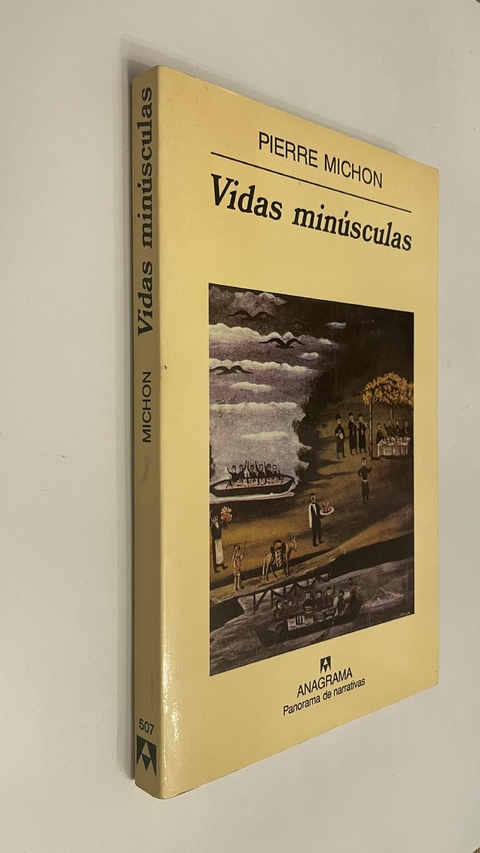 PIERRE MICHON
Vidas minúsculas
ANAGRAMA
Panorama de narrativas
Vidas minúsculas
MICHON
507